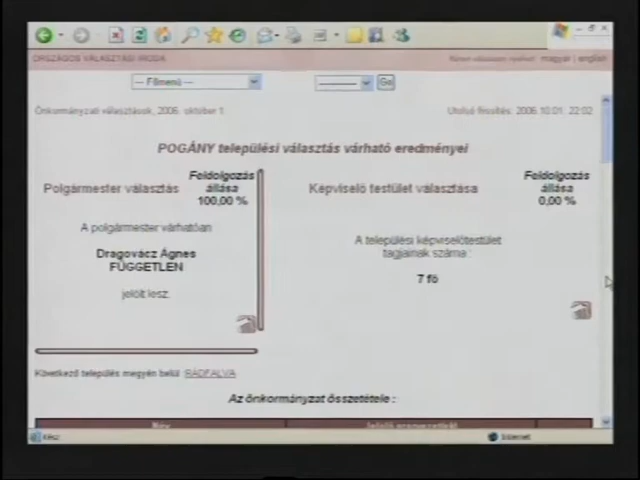 ORSZÁGOS VÁLASZTÁSI IRODA
magyar | english
--- Főmenü ---
Go
Önkormányzati választások, 2006. október 1.
Utolsó frissítés: 2006.10.01. 22:02
POGÁNY települési választás várható eredményei
Polgármester választás
Feldolgozás állása
100,00 %
Képviselő testület választása
Feldolgozás állása
0,00 %
A polgármester várhatóan
Dragovácz Ágnes
FÜGGETLEN
jelölt lesz.
A települési képviselőtestület
tagjainak száma :
7 fő
Következő település megyén belül: RÁDFALVA
Az önkormányzat összetétele :
Név
Kész
Internet